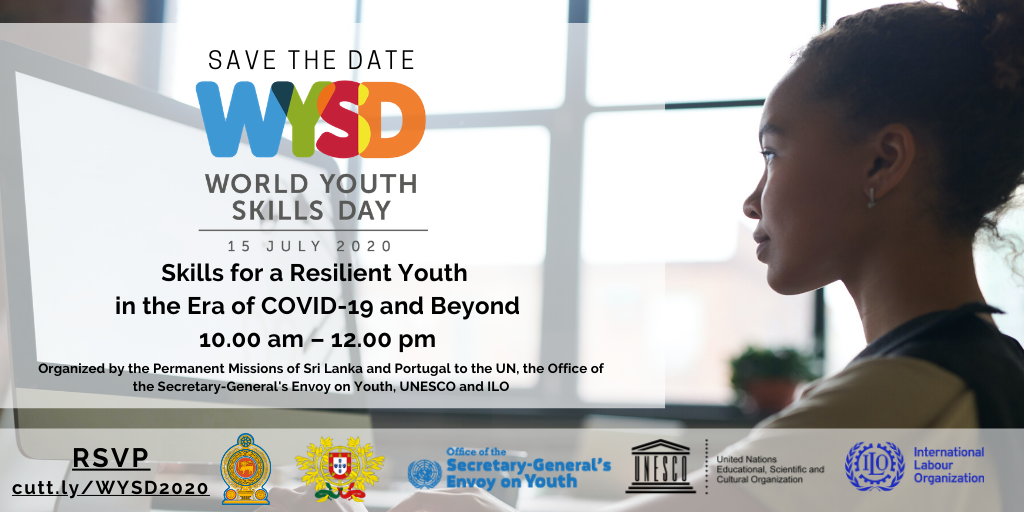 SAVE THE DATE
WYSD
WORLD YOUTH
SKILLS DAY
15 JULY 2020
Skills for a Resilient Youth
in the Era of COVID-19 and Beyond
10.00 am – 12.00 pm
Organized by the Permanent Missions of Sri Lanka and Portugal to the UN, the Office of
the Secretary-General's Envoy on Youth, UNESCO and ILO
RSVP
cutt.ly/WYSD2020
Office of the
Secretary-General's
Envoy on Youth
UNESCO
United Nations
Educational, Scientific and
Cultural Organization
ILO
International
Labour
Organization